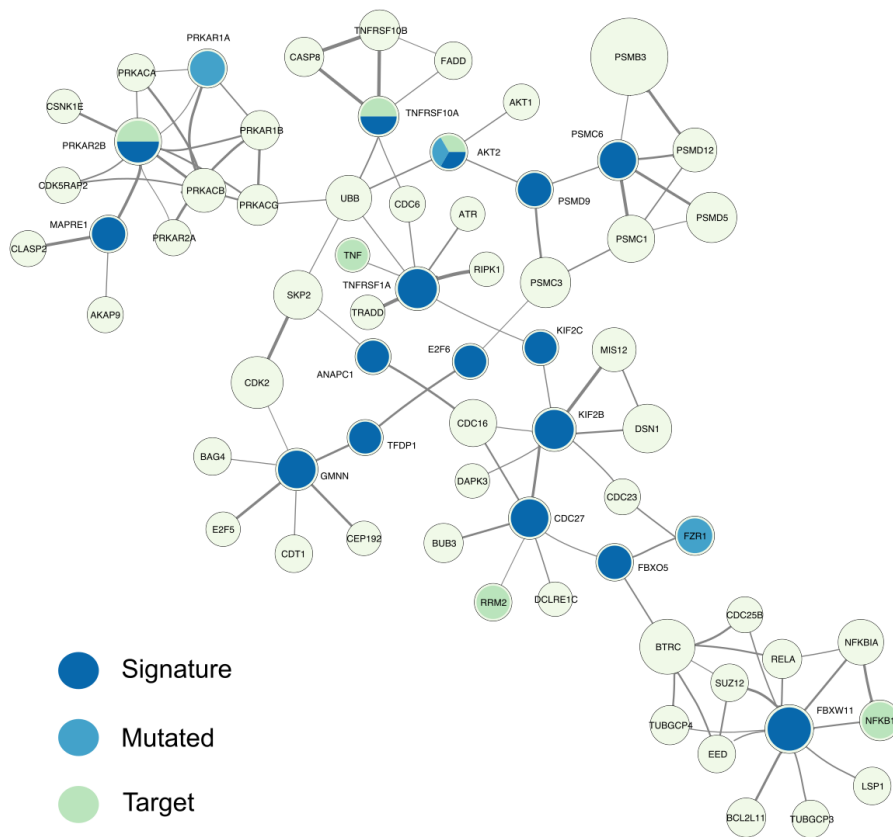 PRKAR1A
TNFRSF10B
CASP8
FADD
PSMB3
PRKACA
CSNK1E
AKT1
TNFRSF10A
PRKAR1B
PSMC6
PRKAR2B
AKT2
PSMD12
CDK5RAP2
PRKACB
PRKACG
UBB
CDC6
PSMD9
ATR
PSMD5
MAPRE1
PRKAR2A
PSMC1
CLASP2
TNF
RIPK1
PSMC3
TNFRSF1A
SKP2
TRADD
AKAP9
KIF2C
E2F6
MIS12
ANAPC1
CDK2
KIF2B
CDC16
DSN1
TFDP1
BAG4
GMNN
DAPK3
CDC23
CDC27
E2F5
CEP192
BUB3
FZR1
CDT1
FBXO5
RRM2
DCLRE1C
CDC25B
BTRC
NFKBIA
RELA
SUZ12
FBXW11
NFKB1
TUBGCP4
EED
LSP1
BCL2L11
TUBGCP3
Signature
Mutated
Target